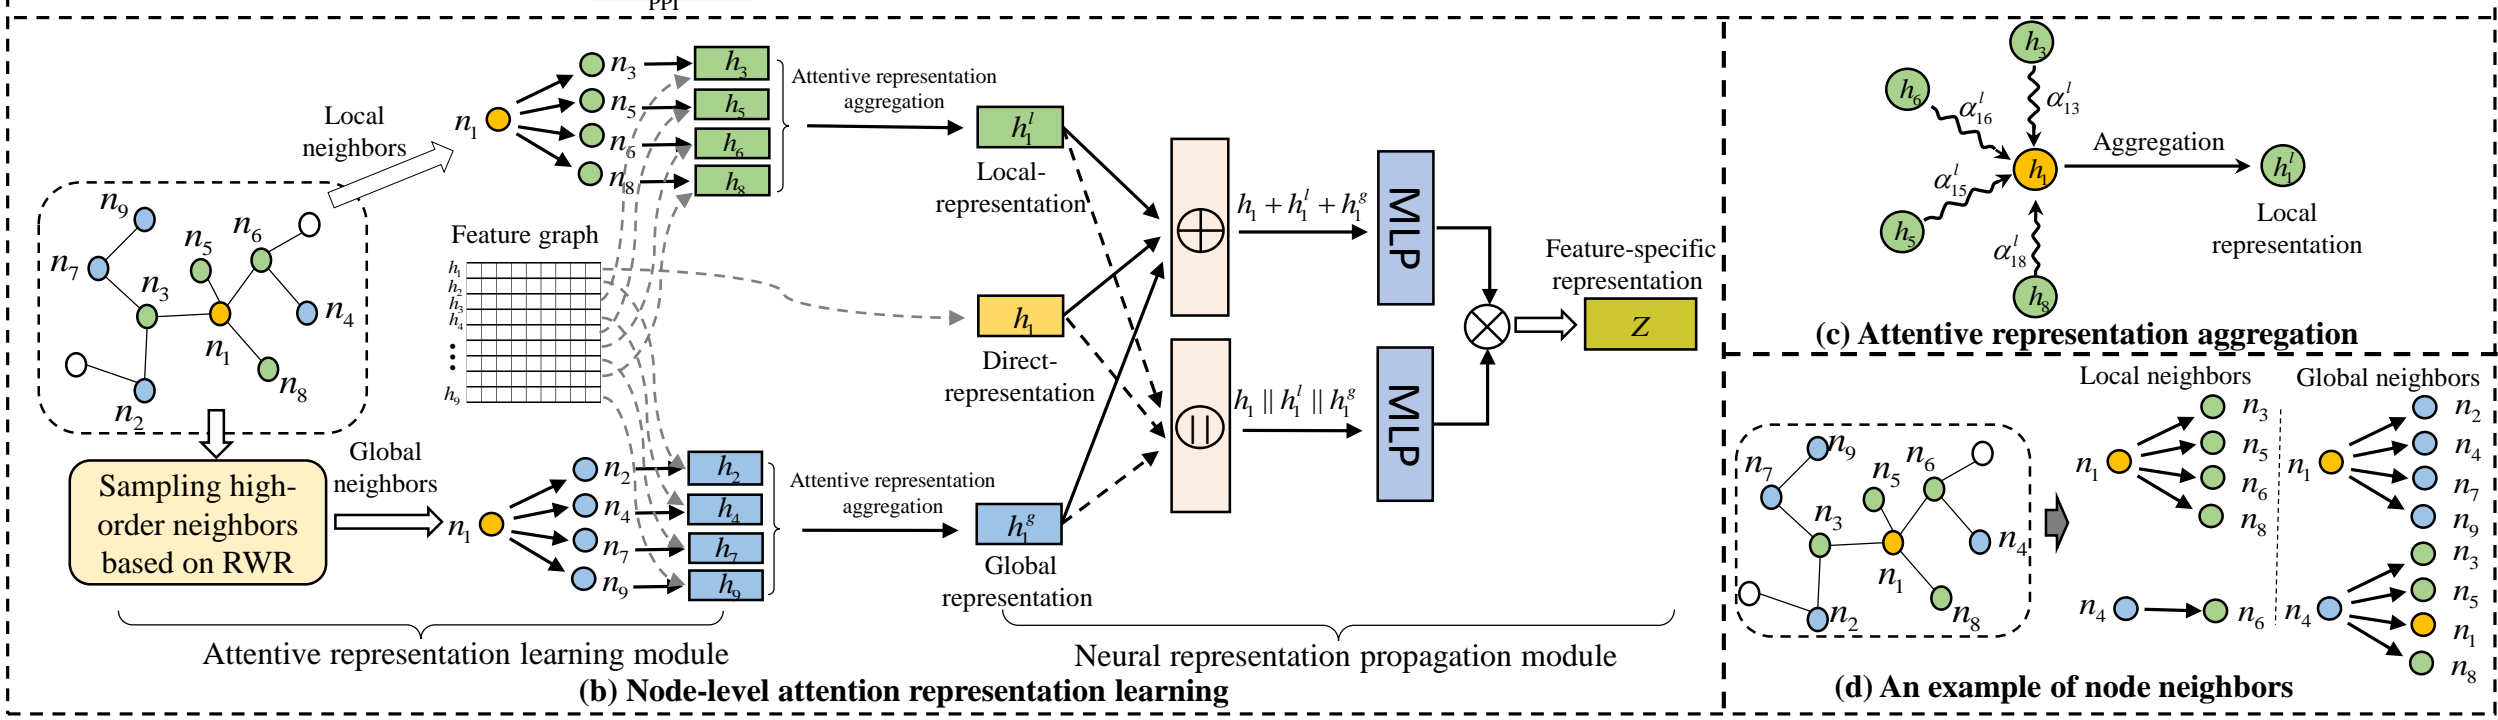 PPI
Local
neighbors
n₁
n₃
n₅
n₆
n₈
h₃
h₅
h₆
h₈
Attentive representation
aggregation
h₁ˡ
Local-
representation
n₉
n₇
n₅
n₆
n₃
n₄
n₁
n₈
n₂
Feature graph
h₁
h₂
h₃
h₄
⋮
h₉
h₁
Direct-
representation
Sampling high-
order neighbors
based on RWR
Global
neighbors
n₁
n₂
n₄
n₇
n₉
h₂
h₄
h₇
h₉
Attentive representation
aggregation
h₁ᵍ
Global
representation
⊕
h₁ + h₁ˡ + h₁ᵍ
MLP
||
h₁ || h₁ˡ || h₁ᵍ
MLP
⊗
Feature-specific
representation
Z
Attentive representation learning module
Neural representation propagation module
(b) Node-level attention representation learning
h₃
h₆
h₅
h₈
h₁
α₁₆ˡ
α₁₃ˡ
α₁₅ˡ
α₁₈ˡ
Aggregation
h₁ˡ
Local
representation
(c) Attentive representation aggregation
n₉
n₇
n₅
n₆
n₃
n₄
n₁
n₈
n₂
Local neighbors
n₁
n₃
n₅
n₆
n₈
n₄
n₆
Global neighbors
n₁
n₂
n₄
n₇
n₉
n₄
n₃
n₅
n₁
n₈
(d) An example of node neighbors